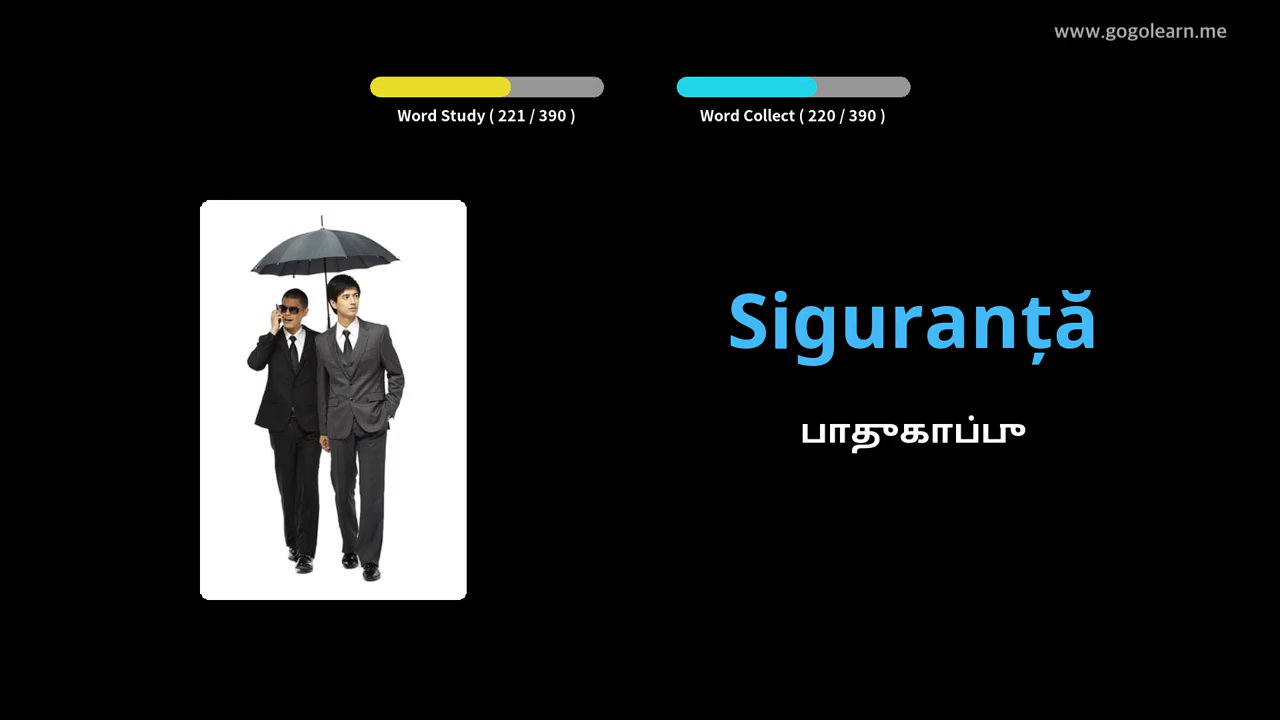 www.gogolearn.me
Word Study ( 221 / 390 )
Word Collect ( 220 / 390 )
Siguranță
பாதுகாப்பு